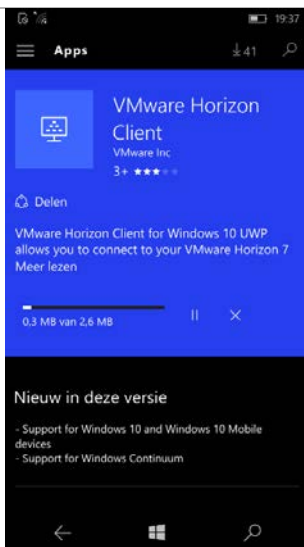 19:37
Apps
41
VMware Horizon
Client
VMware Inc
3+
Delen
VMware Horizon Client for Windows 10 UWP
allows you to connect to your VMware Horizon 7
Meer lezen
0,3 MB van 2,6 MB
Nieuw in deze versie
- Support for Windows 10 and Windows 10 Mobile
devices
- Support for Windows Continuum